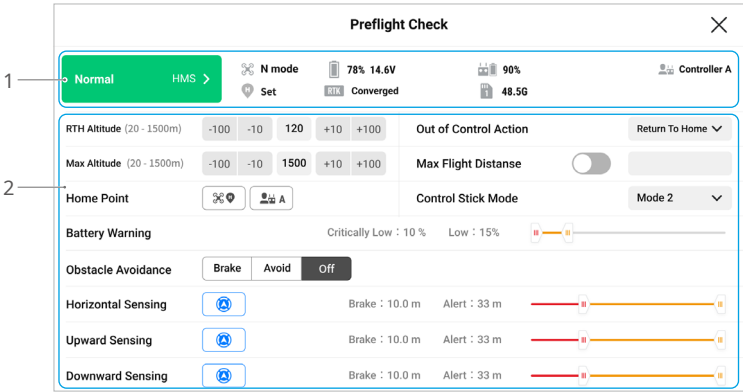 Preflight Check
1
Normal HMS
N mode 78% 14.6V 90% Controller A
Set RTK Converged 1 48.5G
2
RTH Altitude (20 - 1500m) -100 -10 120 +10 +100 Out of Control Action Return To Home
Max Altitude (20 - 1500m) -100 -10 1500 +10 +100 Max Flight Distanse
Home Point H A Control Stick Mode Mode 2
Battery Warning Critically Low : 10 % Low : 15%
Obstacle Avoidance Brake Avoid Off
Horizontal Sensing Brake : 10.0 m Alert : 33 m
Upward Sensing Brake : 10.0 m Alert : 33 m
Downward Sensing Brake : 10.0 m Alert : 33 m